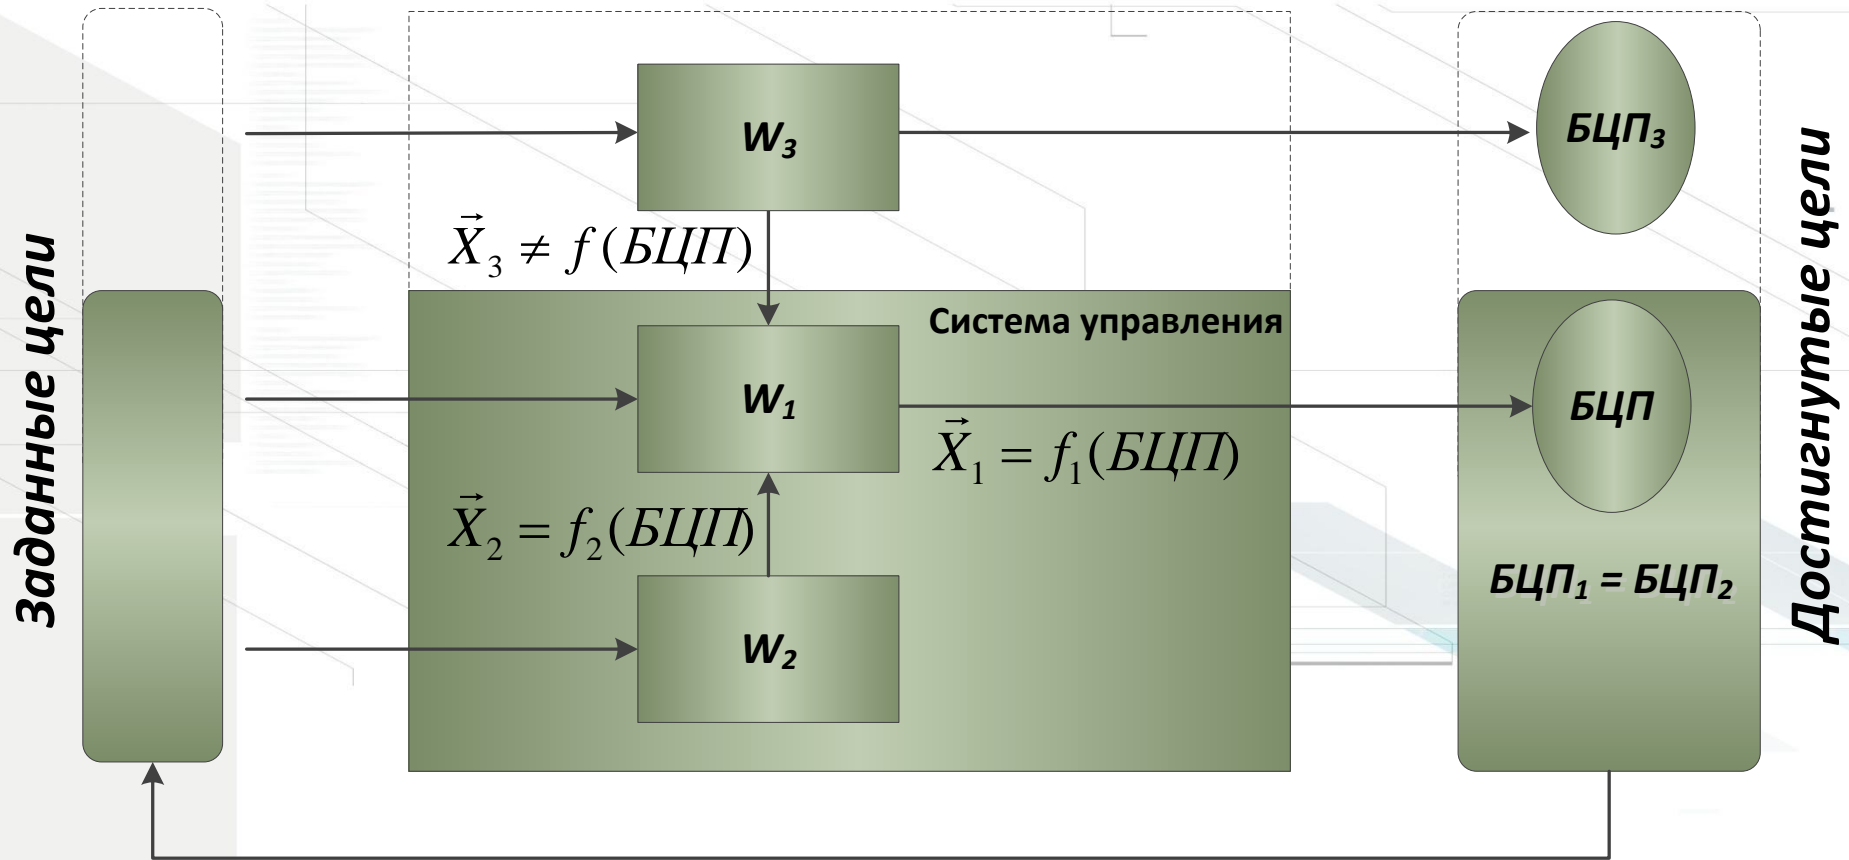 Заданные цели
W₃
БЦП₃
X⃗₃ ≠ f (БЦП)
Система управления
W₁
БЦП
X⃗₁ = f₁(БЦП)
X⃗₂ = f₂(БЦП)
БЦП₁ = БЦП₂
W₂
Достигнутые цели